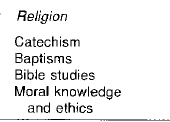 Religion
Catechism
Baptisms
Bible studies
Moral knowledge
and ethics